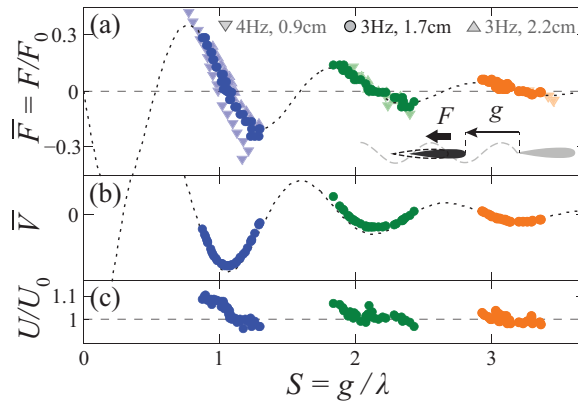 (a) 4Hz, 0.9cm 3Hz, 1.7cm 3Hz, 2.2cm
0.3
F̅ = F/F₀
0
−0.3
F g
(b)
V̅
0
(c)
U/U₀
1.1
1
0 1 2 3
S = g / λ